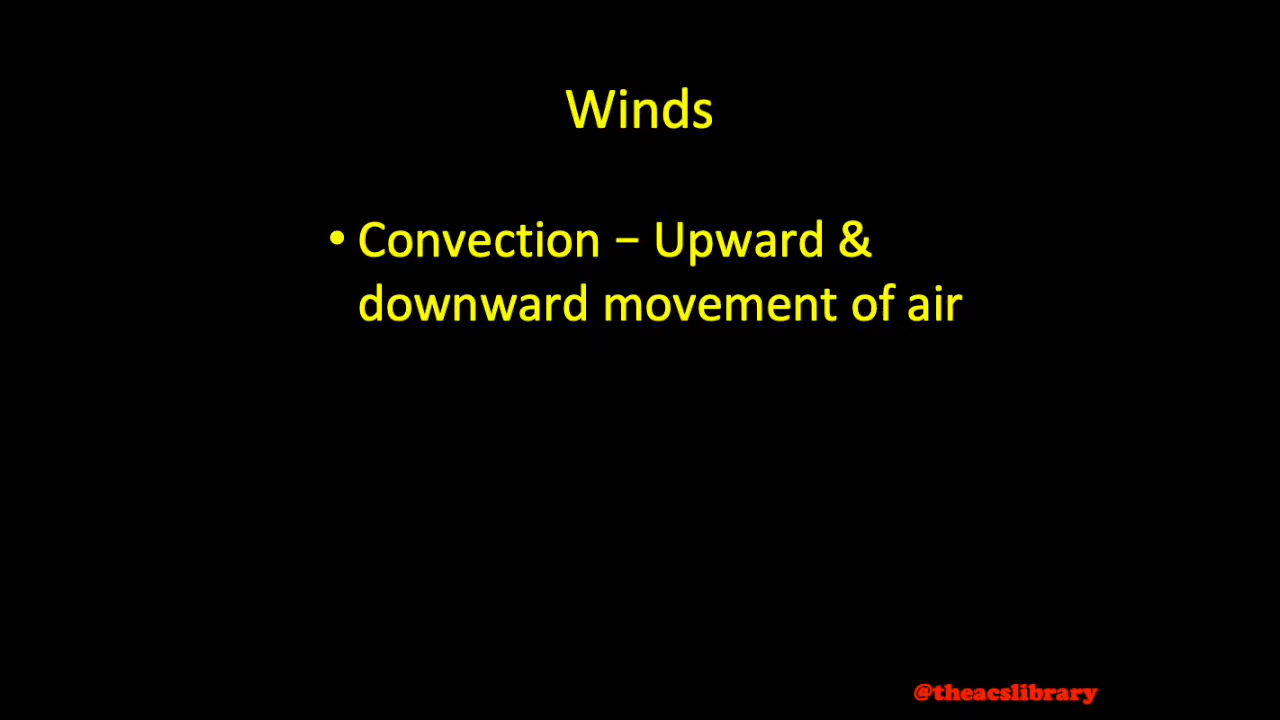 Winds
• Convection – Upward &
downward movement of air
@theacslibrary